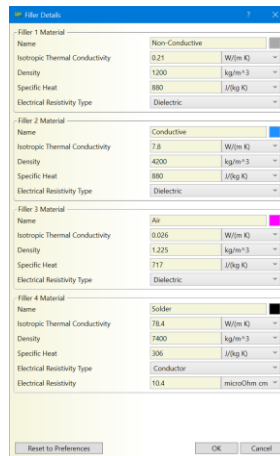 Filler Details ? ×
Filler 1 Material
Name Non-Conductive
Isotropic Thermal Conductivity 0.21 W/(m K)
Density 1200 kg/m^3
Specific Heat 880 J/(kg K)
Electrical Resistivity Type Dielectric
Filler 2 Material
Name Conductive
Isotropic Thermal Conductivity 7.8 W/(m K)
Density 4200 kg/m^3
Specific Heat 880 J/(kg K)
Electrical Resistivity Type Dielectric
Filler 3 Material
Name Air
Isotropic Thermal Conductivity 0.026 W/(m K)
Density 1.225 kg/m^3
Specific Heat 717 J/(kg K)
Electrical Resistivity Type Dielectric
Filler 4 Material
Name Solder
Isotropic Thermal Conductivity 78.4 W/(m K)
Density 7400 kg/m^3
Specific Heat 306 J/(kg K)
Electrical Resistivity Type Conductor
Electrical Resistivity 10.4 microOhm cm
Reset to Preferences OK Cancel